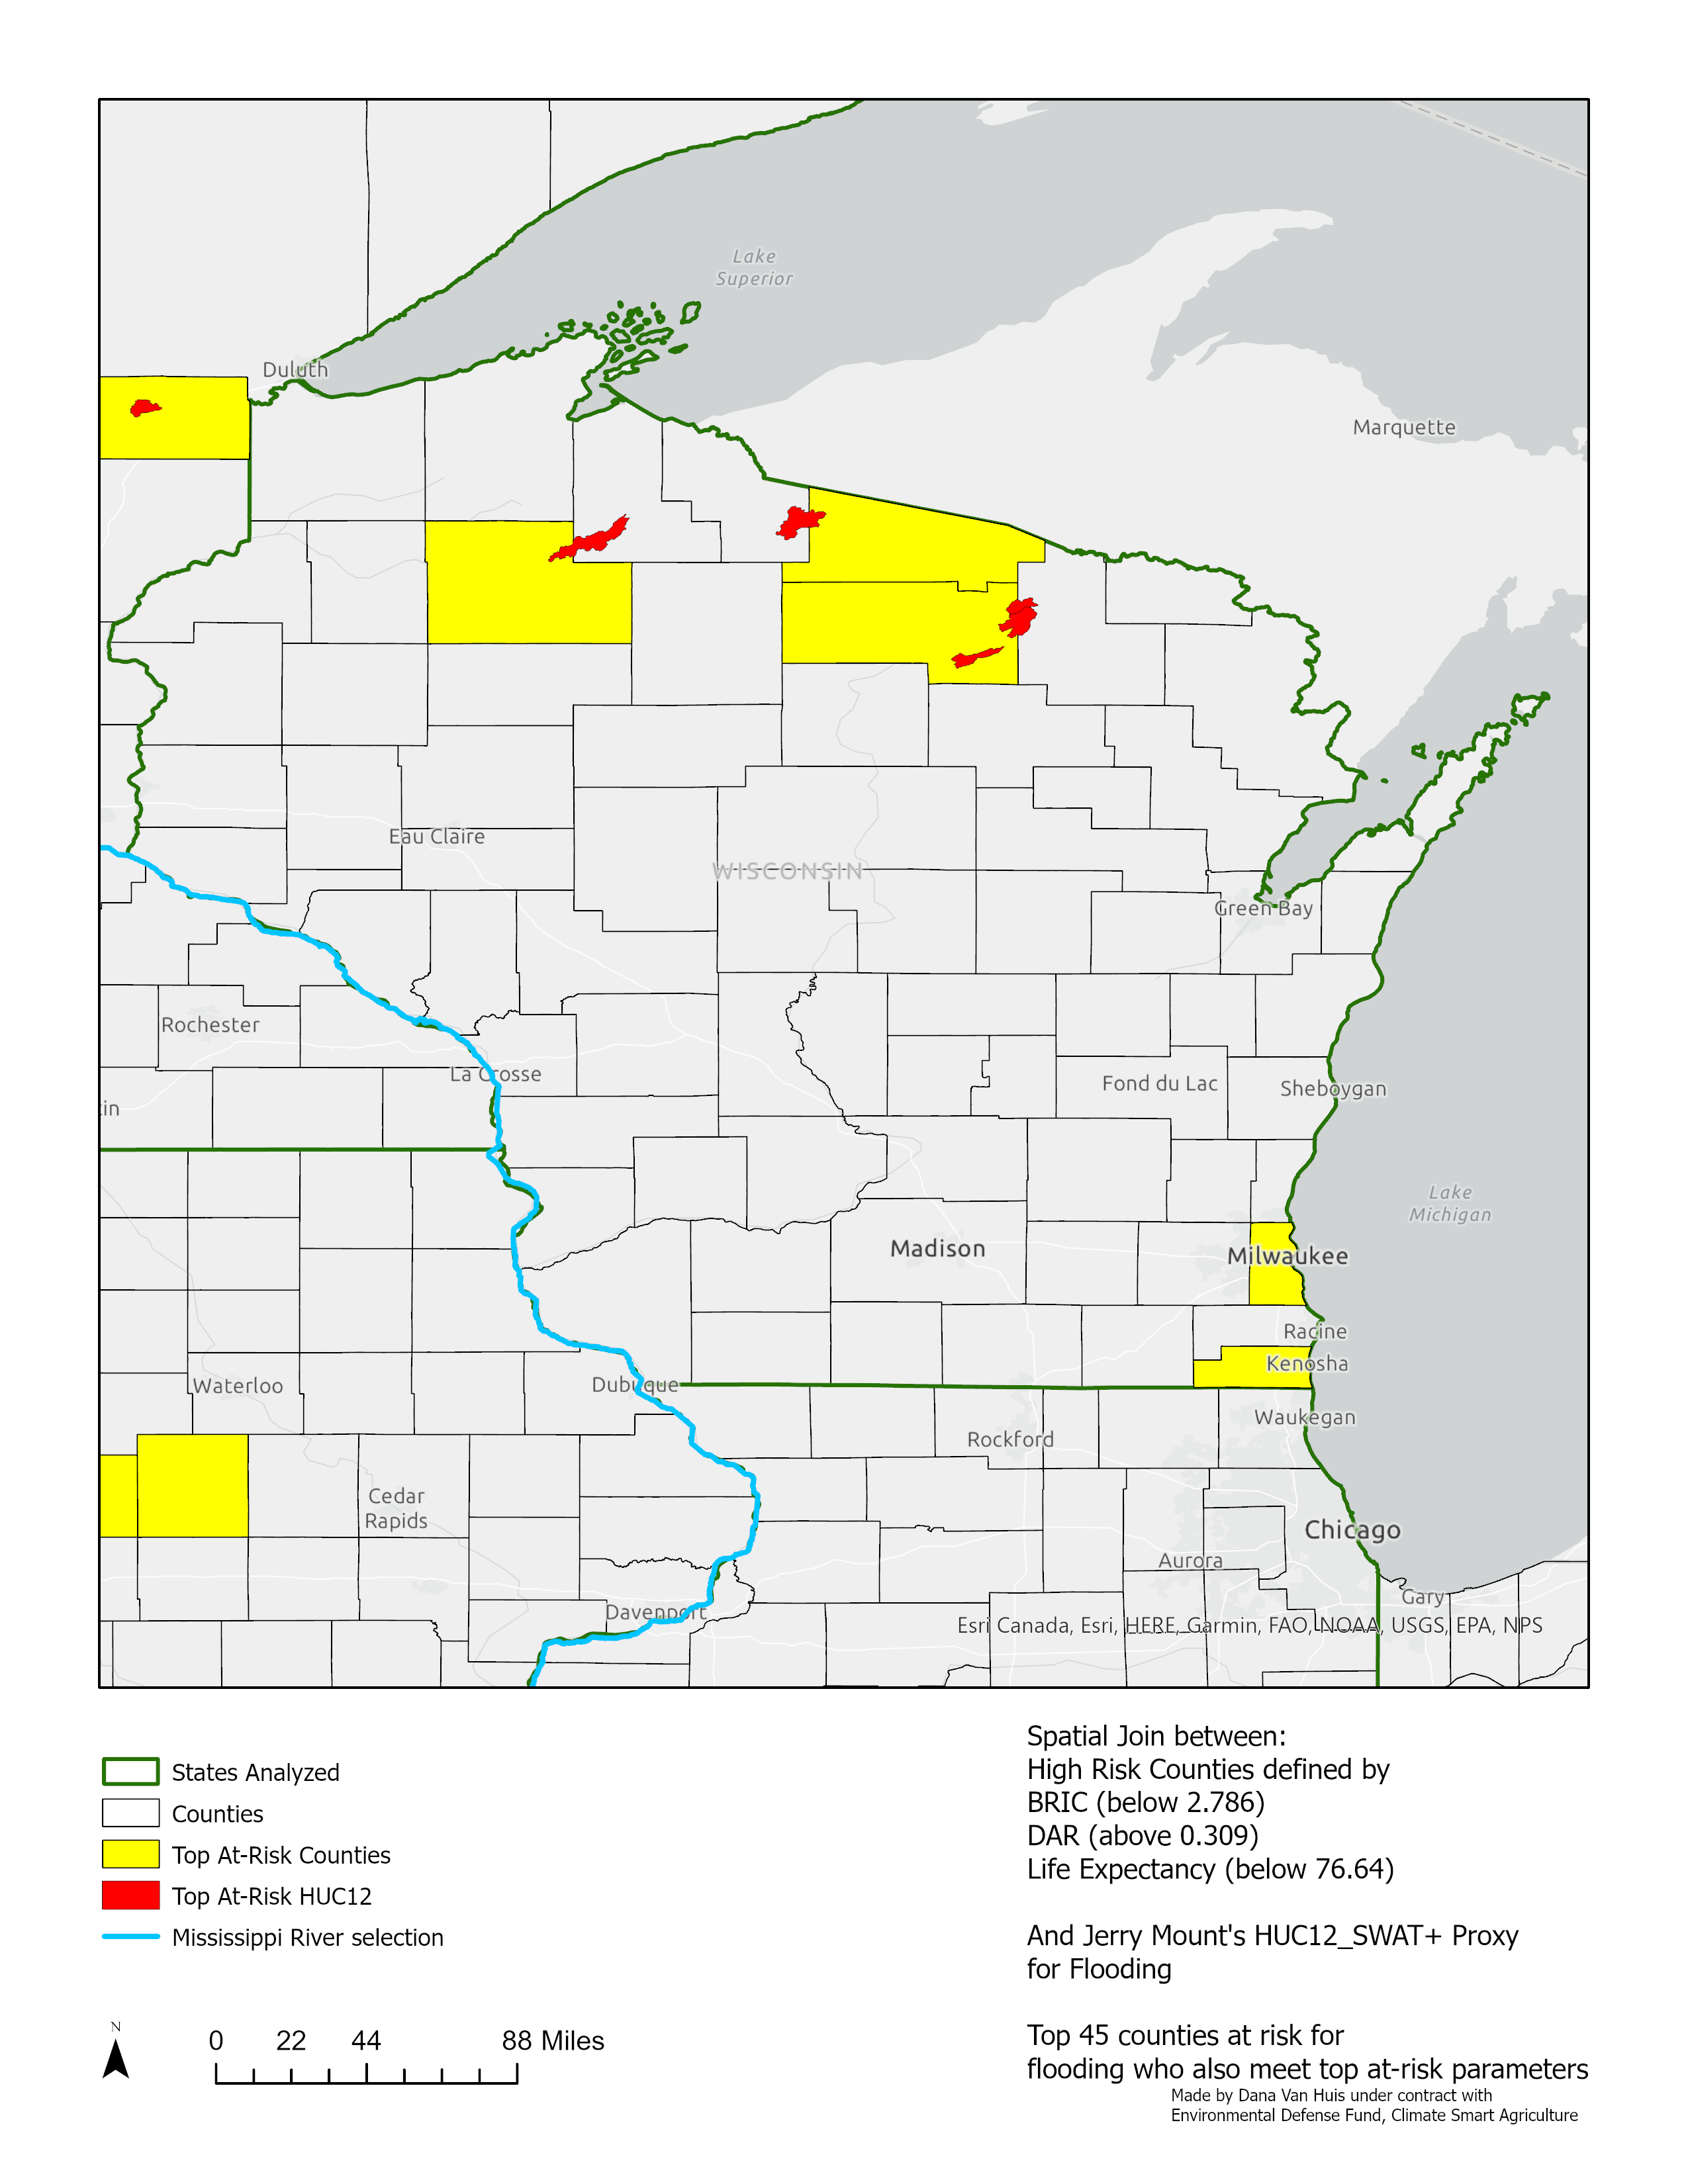 Lake
Superior
Duluth
Marquette
Eau Claire
WISCONSIN
Green Bay
Rochester
La Crosse
Fond du Lac
Sheboygan
in
Lake
Michigan
Madison
Milwaukee
Racine
Kenosha
Waterloo
Dubuque
Waukegan
Rockford
Cedar
Rapids
Chicago
Aurora
Gary
Davenport
Esri Canada, Esri, HERE, Garmin, FAO, NOAA, USGS, EPA, NPS
States Analyzed
Counties
Top At-Risk Counties
Top At-Risk HUC12
Mississippi River selection
N
0 22 44 88 Miles
Spatial Join between:
High Risk Counties defined by
BRIC (below 2.786)
DAR (above 0.309)
Life Expectancy (below 76.64)
And Jerry Mount's HUC12_SWAT+ Proxy
for Flooding
Top 45 counties at risk for
flooding who also meet top at-risk parameters
Made by Dana Van Huis under contract with
Environmental Defense Fund, Climate Smart Agriculture